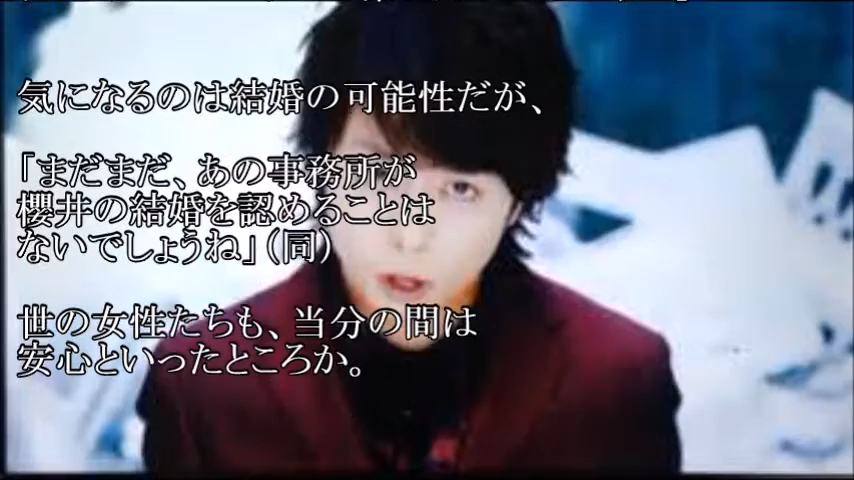 気になるのは結婚の可能性だが、
「まだまだ、あの事務所が
櫻井の結婚を認めることは
ないでしょうね」（同）
世の女性たちも、当分の間は
安心といったところか。